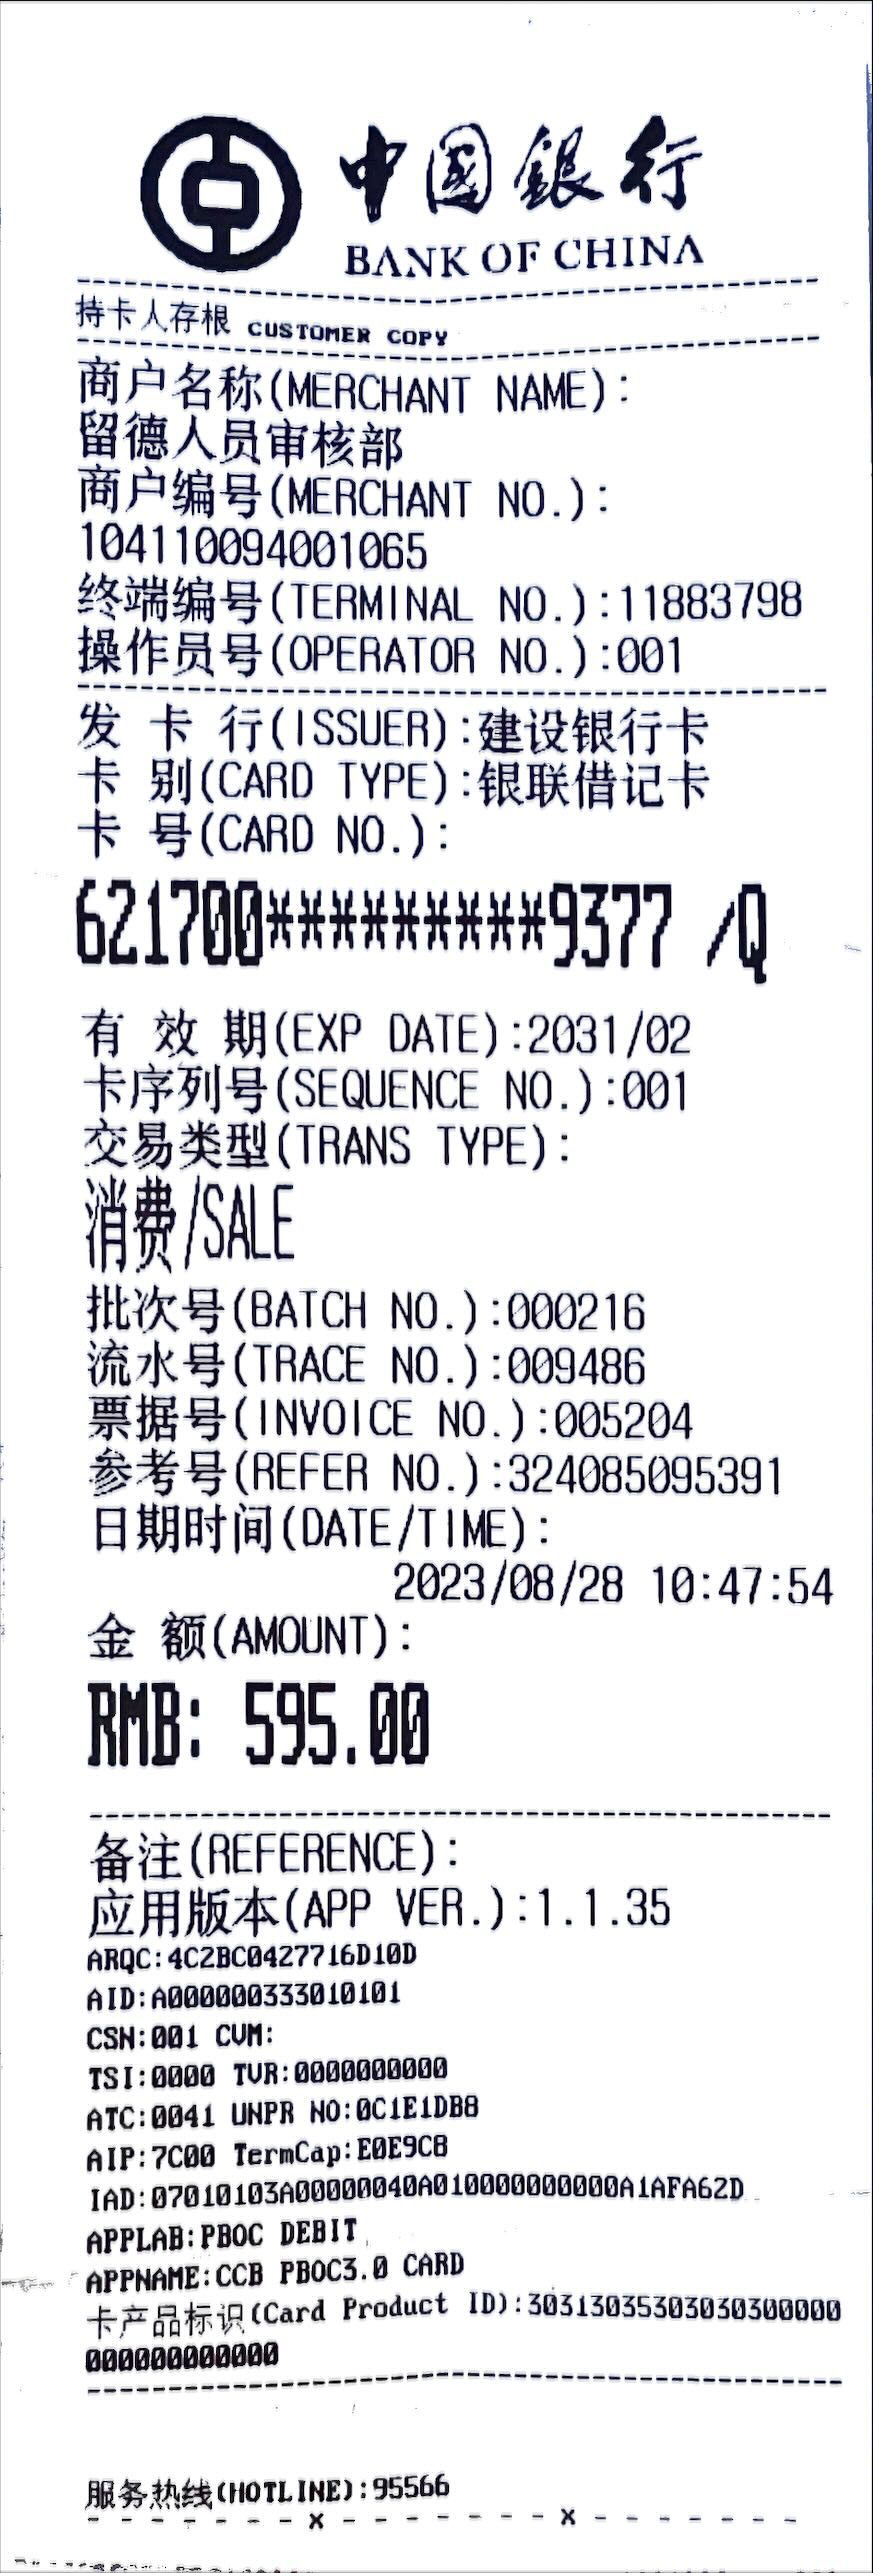 中國銀行
BANK OF CHINA
持卡人存根 CUSTOMER COPY
商户名称(MERCHANT NAME):
留德人员审核部
商户编号(MERCHANT NO.):
104110094001065
终端编号(TERMINAL NO.):11883798
操作员号(OPERATOR NO.):001
发 卡 行(ISSUER):建设银行卡
卡 别(CARD TYPE):银联借记卡
卡 号(CARD NO.):
621700*********9377 /Q
有 效 期(EXP DATE):2031/02
卡序列号(SEQUENCE NO.):001
交易类型(TRANS TYPE):
消费/SALE
批次号(BATCH NO.):000216
流水号(TRACE NO.):009486
票据号(INVOICE NO.):005204
参考号(REFER NO.):324085095391
日期时间(DATE/TIME):
2023/08/28 10:47:54
金 额(AMOUNT):
RMB: 595.00
备注(REFERENCE):
应用版本(APP VER.):1.1.35
ARQC:4C2BC0427716D10D
AID:A000000333010101
CSN:001 CVM:
TSI:0000 TVR:0000000000
ATC:0041 UNPR NO:0C1E1DB8
AIP:7C00 TermCap:E0E9C8
IAD:07010103A00000040A010000000000A1AFA62D
APPLAB:PBOC DEBIT
APPNAME:CCB PBOC3.0 CARD
卡产品标识(Card Product ID):30313035303030300000
000000000000
服务热线(HOTLINE):95566